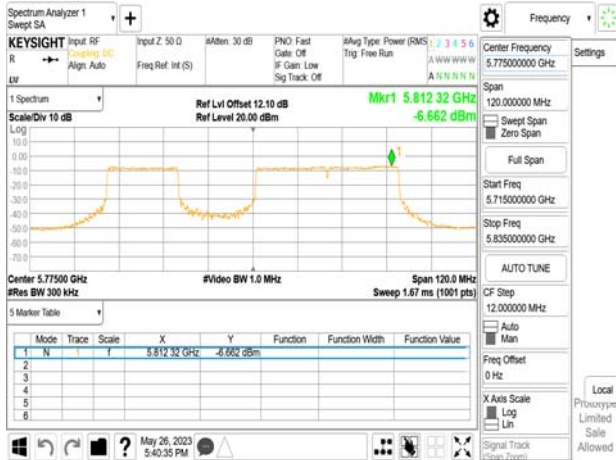 Spectrum Analyzer 1
Swept SA
+
Frequency
KEYSIGHT
R
Input: RF
Coupling: DC
Align: Auto
Input Z: 50 Ω
Freq Ref: Int (S)
#Atten: 30 dB
PNO: Fast
Gate: Off
IF Gain: Low
Sig Track: Off
#Avg Type: Power (RMS
Trig: Free Run
1 2 3 4 5 6
A W W W W W
A N N N N N
1 Spectrum
Scale/Div 10 dB
Ref Lvl Offset 12.10 dB
Ref Level 20.00 dBm
Mkr1 5.812 32 GHz
-6.662 dBm
Log
10.0
0.00
-10.0
-20.0
-30.0
-40.0
-50.0
-60.0
-70.0
1
Center 5.77500 GHz
#Res BW 300 kHz
#Video BW 1.0 MHz
Span 120.0 MHz
Sweep 1.67 ms (1001 pts)
5 Marker Table
Mode Trace Scale X Y Function Function Width Function Value
1 N 1 f 5.812 32 GHz -6.662 dBm
2
3
4
5
6
?
May 26, 2023
5:40:35 PM
Center Frequency
5.775000000 GHz
Settings
Span
120.000000 MHz
Swept Span
Zero Span
Full Span
Start Freq
5.715000000 GHz
Stop Freq
5.835000000 GHz
AUTO TUNE
CF Step
12.000000 MHz
Auto
Man
Freq Offset
0 Hz
X Axis Scale
Log
Lin
Signal Track
(Span Zoom)
Local
Prototype
Limited
Sale
Allowed